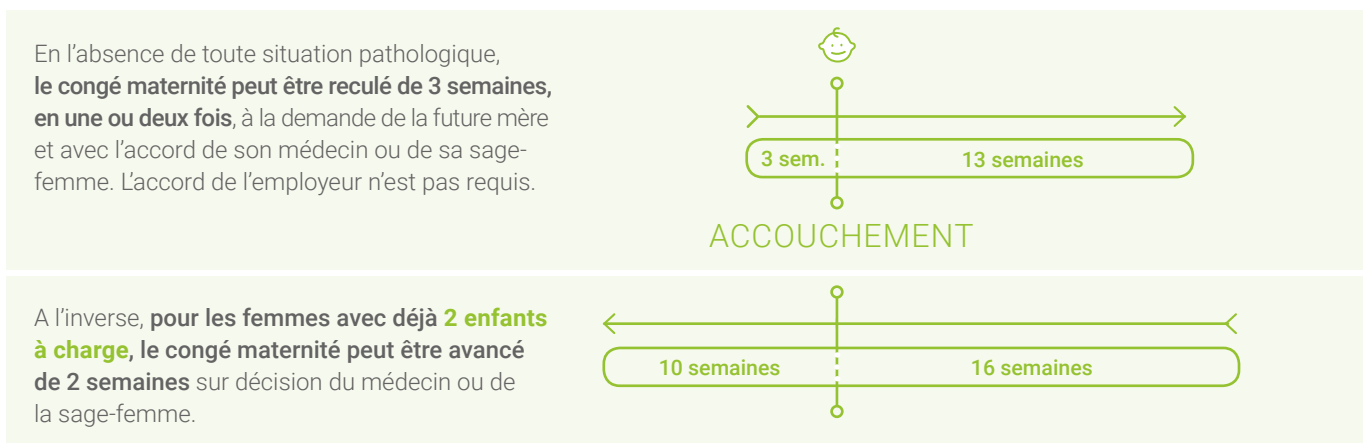 En l’absence de toute situation pathologique,
le congé maternité peut être reculé de 3 semaines,
en une ou deux fois, à la demande de la future mère
et avec l’accord de son médecin ou de sa sage-
femme. L’accord de l’employeur n’est pas requis.
3 sem. 13 semaines
ACCOUCHEMENT
A l’inverse, pour les femmes avec déjà 2 enfants
à charge, le congé maternité peut être avancé
de 2 semaines sur décision du médecin ou de
la sage-femme.
10 semaines 16 semaines